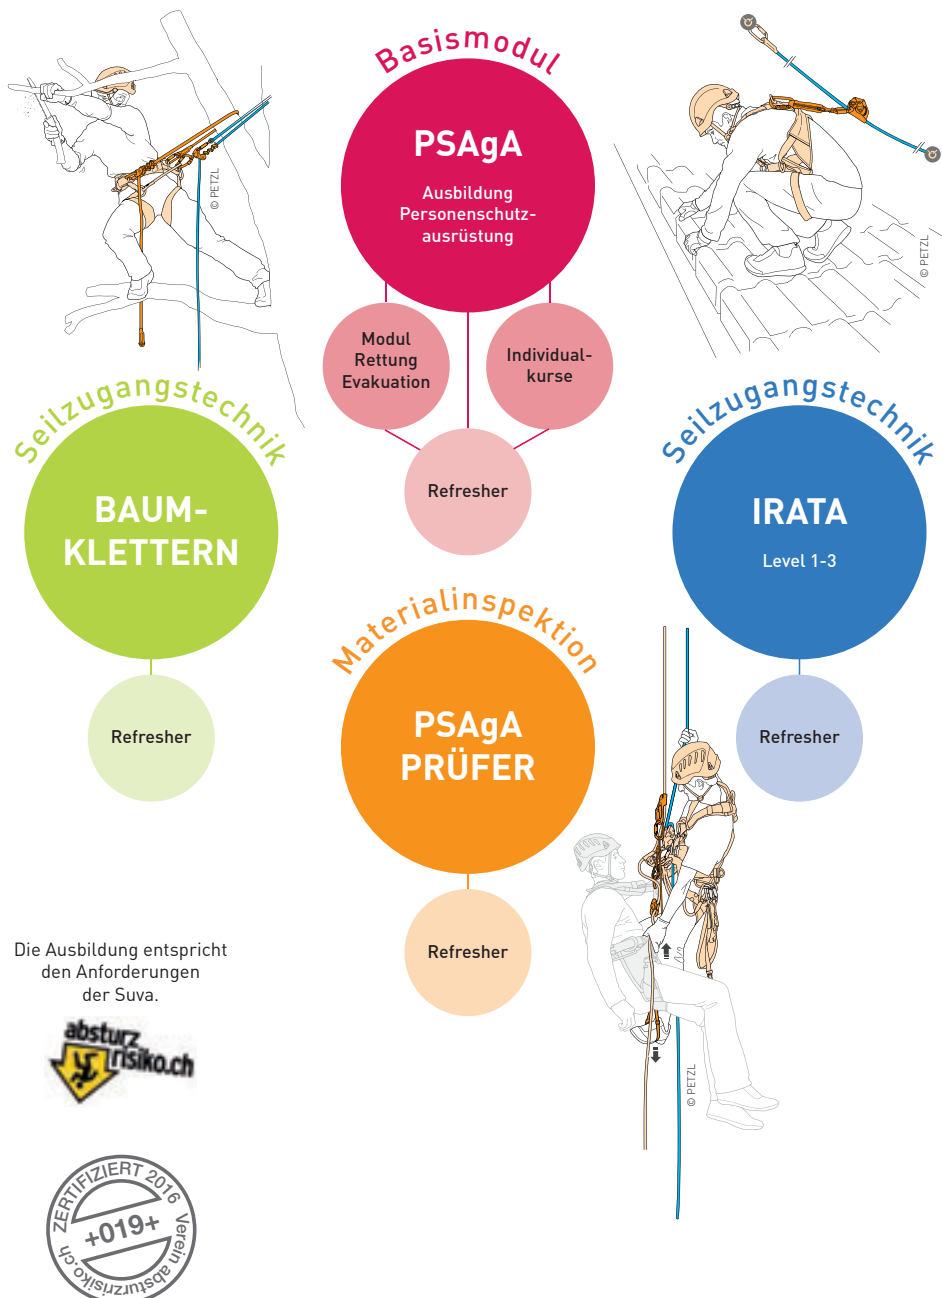 Basismodul
PSAgA
Ausbildung
Personenschutz-
ausrüstung
© PETZL
© PETZL
Modul
Rettung
Evakuation
Individual-
kurse
Refresher
Seilzugangstechnik
BAUM-
KLETTERN
Refresher
Seilzugangstechnik
IRATA
Level 1-3
Refresher
Materialinspektion
PSAgA
PRÜFER
Refresher
© PETZL
Die Ausbildung entspricht
den Anforderungen
der Suva.
absturz
risiko.ch
ZERTIFIZIERT 2016
+019+
Verein absturzrisiko.ch